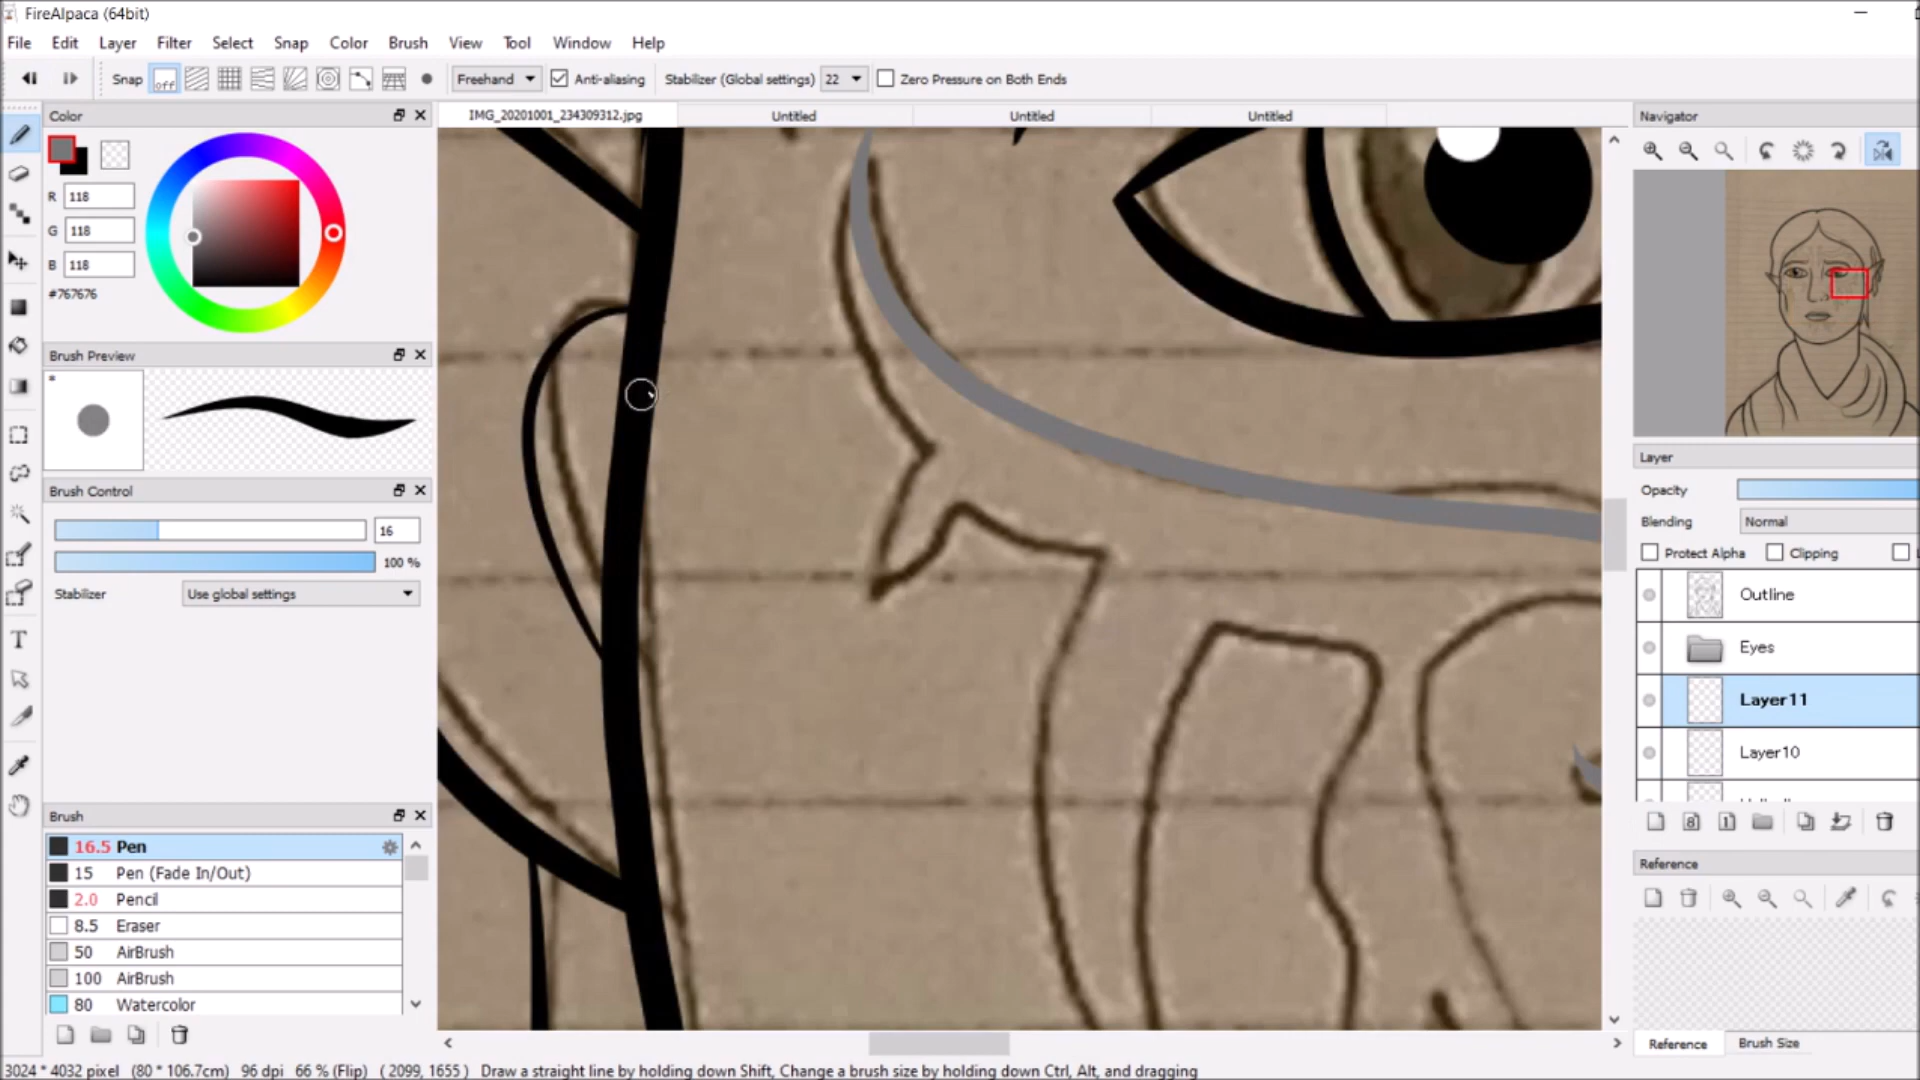 FireAlpaca (64bit)
File Edit Layer Filter Select Snap Color Brush View Tool Window Help
Snap off Freehand Anti-aliasing Stabilizer (Global settings) 22 Zero Pressure on Both Ends
Color
R 118
G 118
B 118
#767676
Brush Preview
*
Brush Control
16
100 %
Stabilizer Use global settings
Brush
16.5 Pen
15 Pen (Fade In/Out)
2.0 Pencil
8.5 Eraser
50 AirBrush
100 AirBrush
80 Watercolor
IMG_20201001_234309312.jpg Untitled Untitled Untitled
Navigator
Layer
Opacity
Blending Normal
Protect Alpha Clipping
Outline
Eyes
Layer11
Layer10
8 1
Reference
Reference Brush Size
3024 * 4032 pixel (80 * 106.7cm) 96 dpi 66 % (Flip) ( 2099, 1655 ) Draw a straight line by holding down Shift, Change a brush size by holding down Ctrl, Alt, and dragging